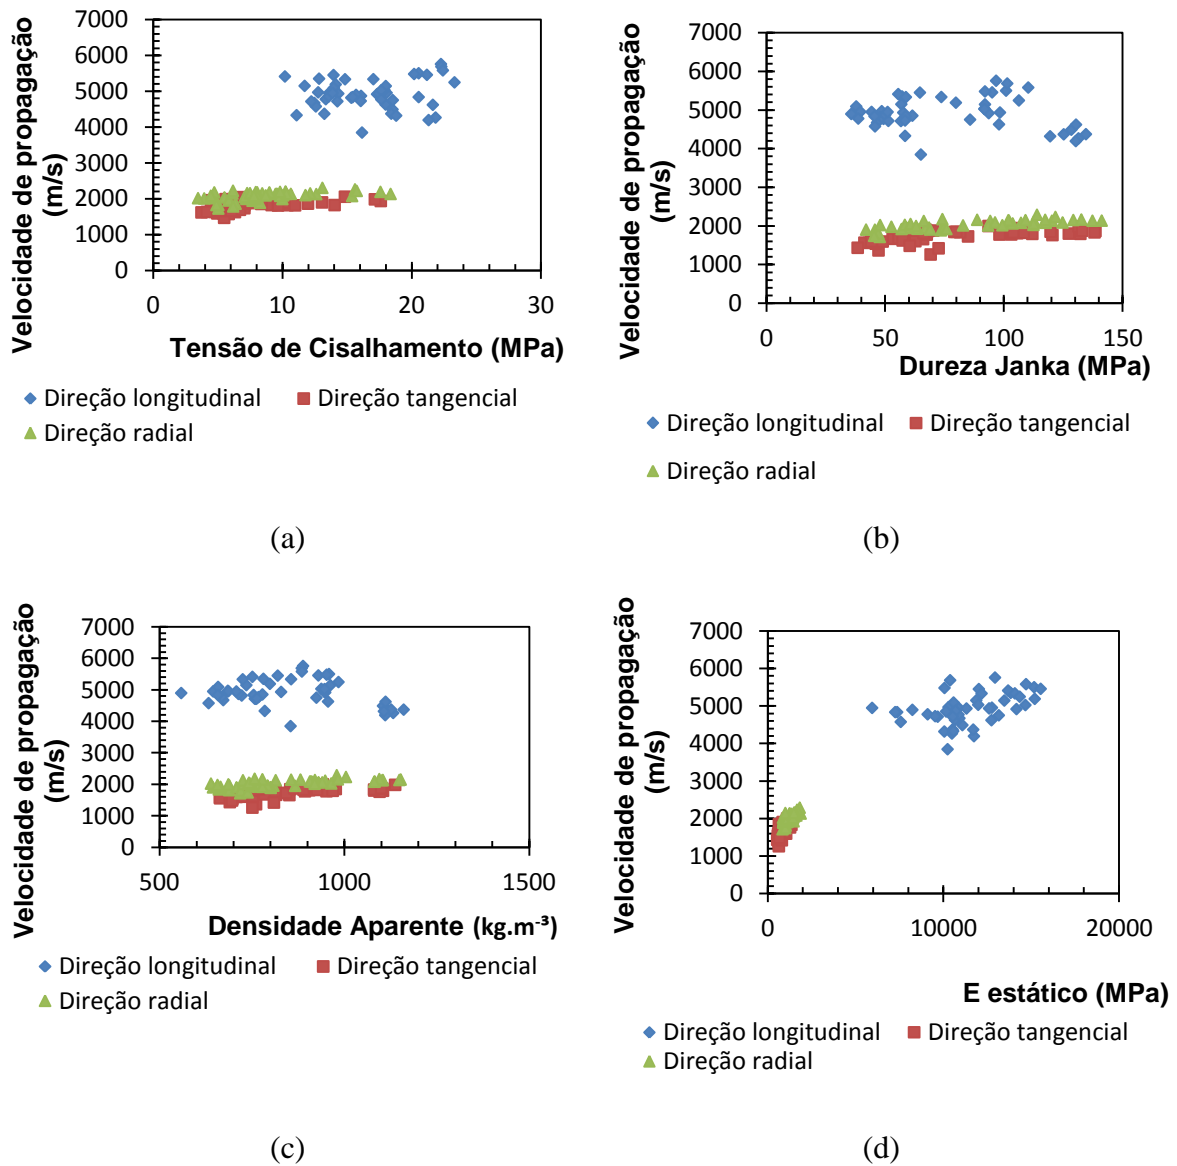 Velocidade de propagação
(m/s)
7000
6000
5000
4000
3000
2000
1000
0
0 10 20 30
Tensão de Cisalhamento (MPa)
Direção longitudinal Direção tangencial
Direção radial
(a)
Velocidade de propagação
(m/s)
7000
6000
5000
4000
3000
2000
1000
0
0 50 100 150
Dureza Janka (MPa)
Direção longitudinal Direção tangencial
Direção radial
(b)
Velocidade de propagação
(m/s)
7000
6000
5000
4000
3000
2000
1000
0
500 1000 1500
Densidade Aparente (kg.m⁻³)
Direção longitudinal Direção tangencial
Direção radial
(c)
Velocidade de propagação
(m/s)
7000
6000
5000
4000
3000
2000
1000
0
0 10000 20000
E estático (MPa)
Direção longitudinal Direção tangencial
Direção radial
(d)